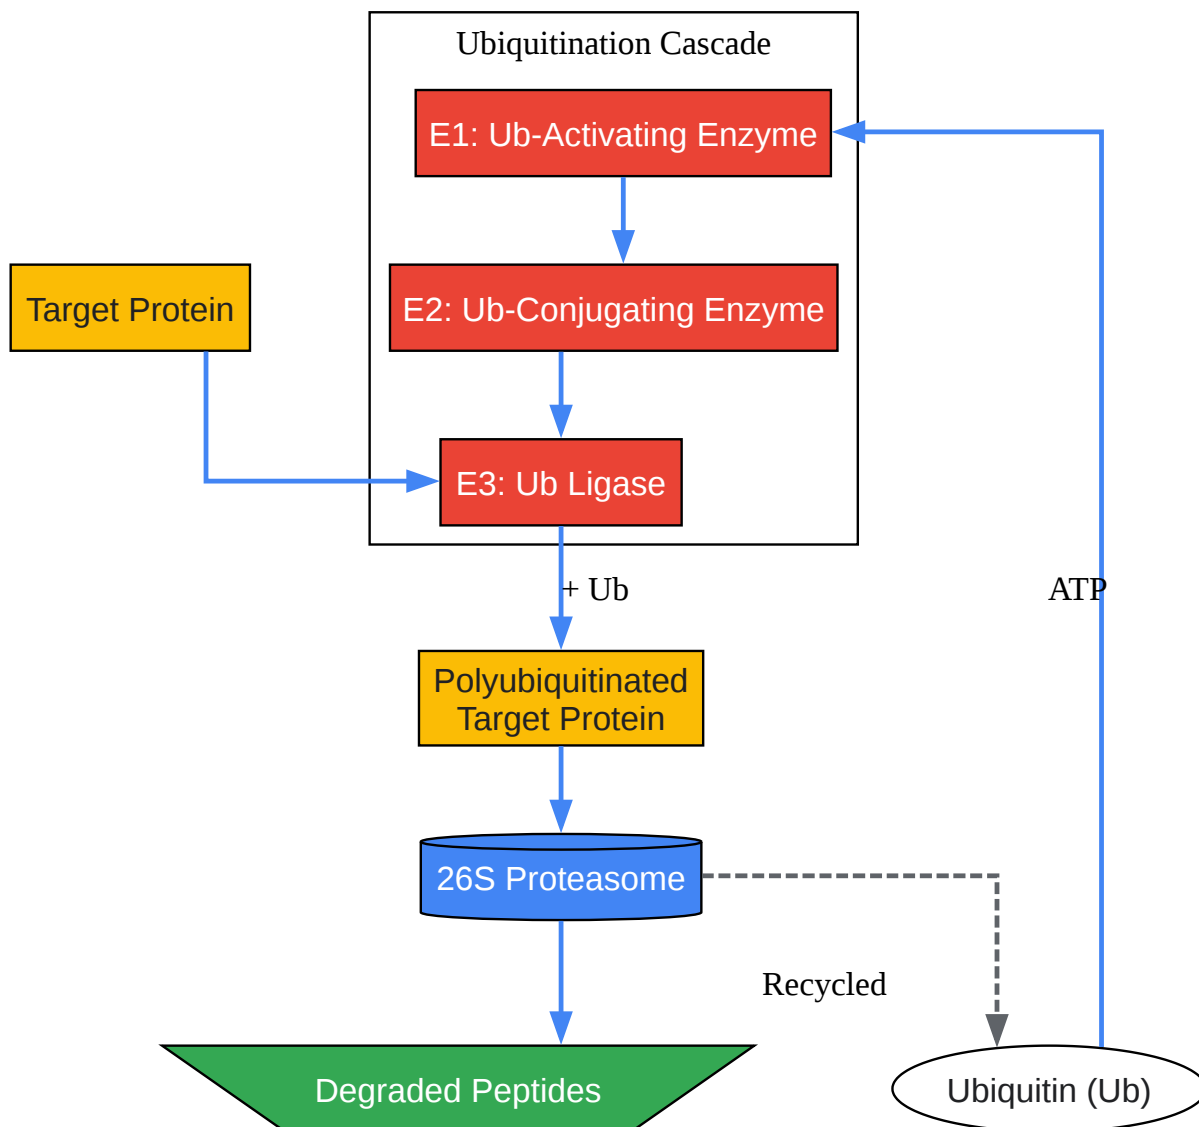 Ubiquitination Cascade
E1: Ub-Activating Enzyme
Target Protein
E2: Ub-Conjugating Enzyme
E3: Ub Ligase
+ Ub
ATP
Polyubiquitinated
Target Protein
26S Proteasome
Recycled
Degraded Peptides
Ubiquitin (Ub)